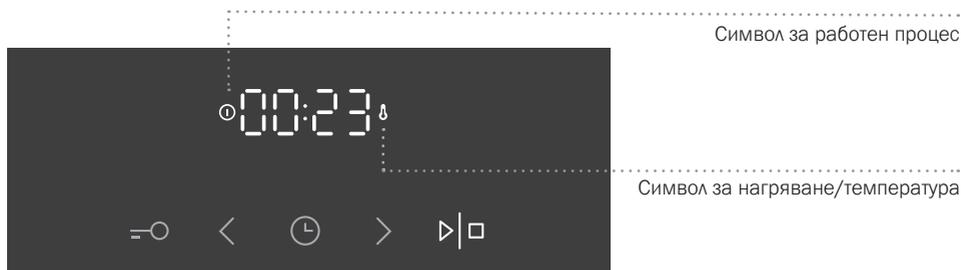 Символ за работен процес
00:23
Символ за нагряване/температура